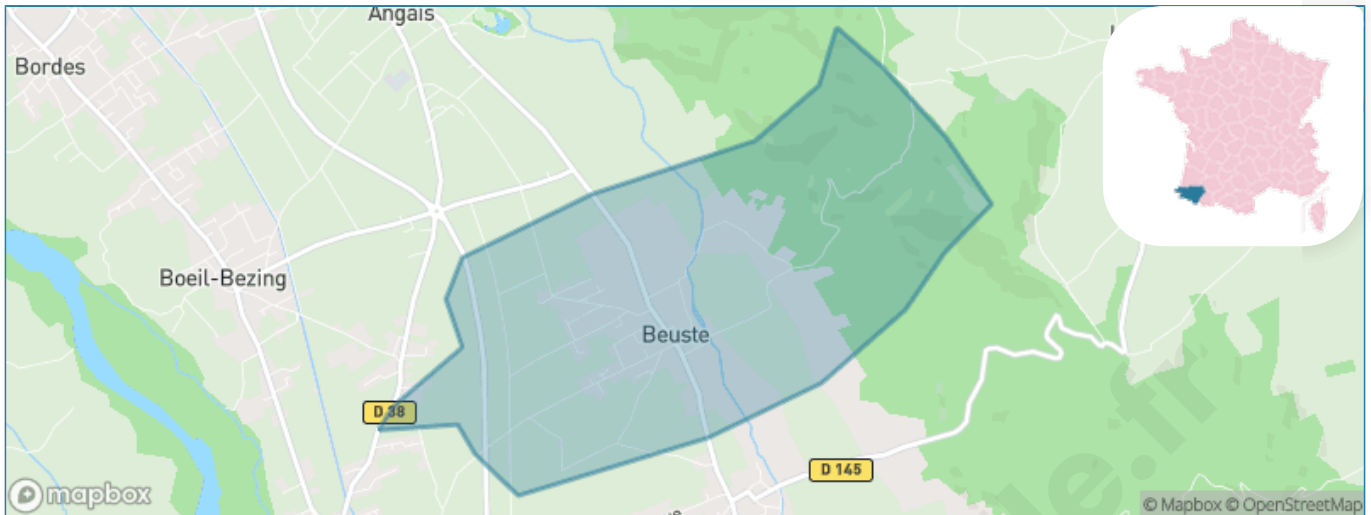 Angais
Bordes
Boeil-Bezing
Beuste
D 38
D 145
mapbox
© Mapbox © OpenStreetMap